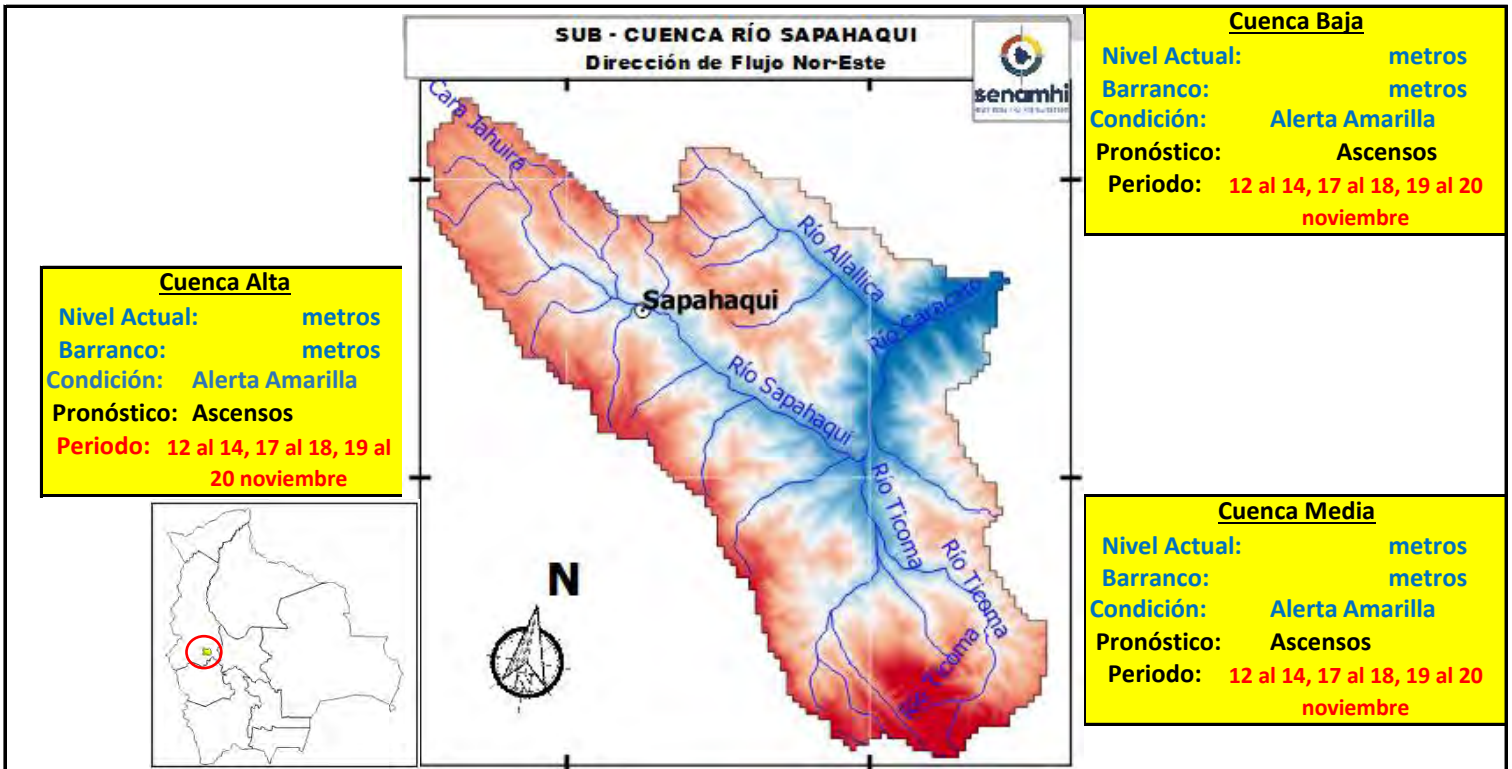 SUB - CUENCA RÍO SAPAHAQUI
Dirección de Flujo Nor-Este
senamhi
Cuenca Baja
Nivel Actual: metros
Barranco: metros
Condición: Alerta Amarilla
Pronóstico: Ascensos
Periodo: 12 al 14, 17 al 18, 19 al 20
noviembre
Cuenca Alta
Nivel Actual: metros
Barranco: metros
Condición: Alerta Amarilla
Pronóstico: Ascensos
Periodo: 12 al 14, 17 al 18, 19 al
20 noviembre
Cara Jahuira
Río Allallica
Sapahaqui
Río Caracato
Río Sapahaqui
Río Ticoma
Río Ticoma
Río Ticoma
N
Cuenca Media
Nivel Actual: metros
Barranco: metros
Condición: Alerta Amarilla
Pronóstico: Ascensos
Periodo: 12 al 14, 17 al 18, 19 al 20
noviembre